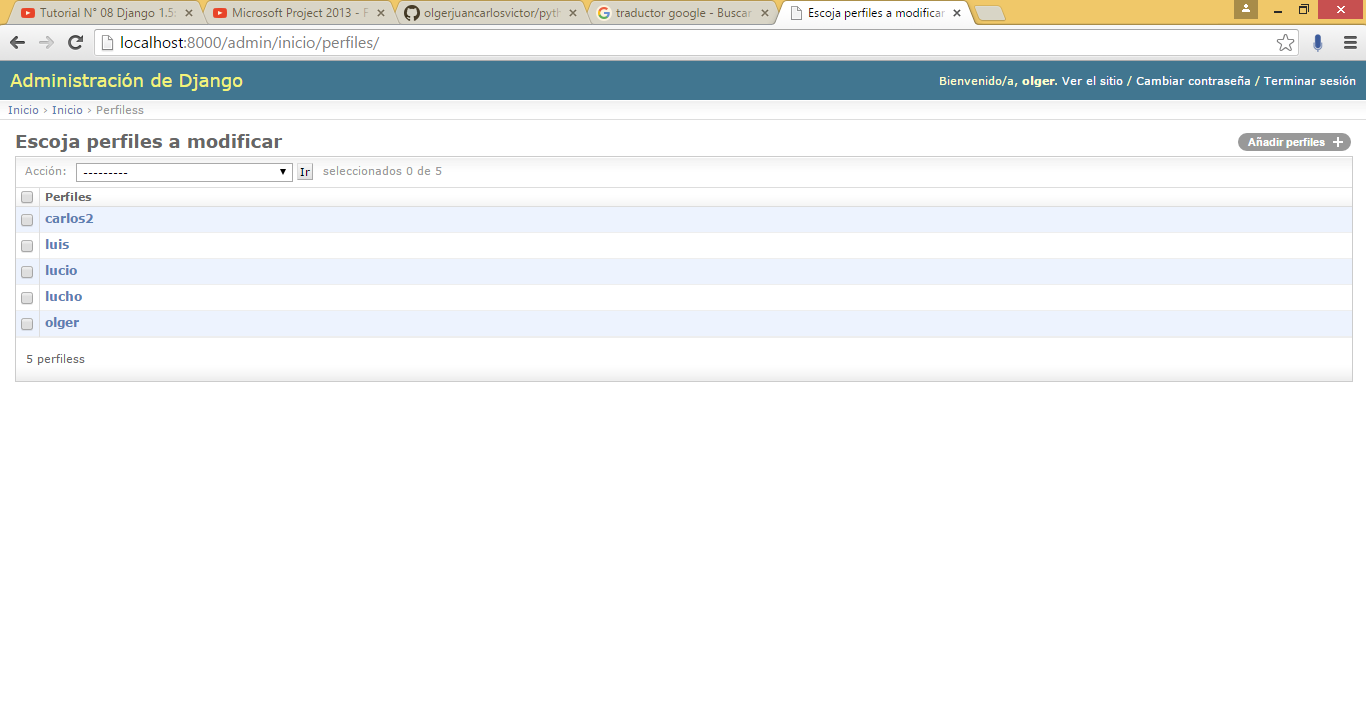 Tutorial N° 08 Django 1.5:
Microsoft Project 2013 - F
olgerjuancarlosvictor/pyth
traductor google - Buscar
Escoja perfiles a modificar
localhost:8000/admin/inicio/perfiles/
Administración de Django
Bienvenido/a, olger. Ver el sitio / Cambiar contraseña / Terminar sesión
Inicio › Inicio › Perfiless
Escoja perfiles a modificar
Añadir perfiles +
Acción: --------- Ir seleccionados 0 de 5
Perfiles
carlos2
luis
lucio
lucho
olger
5 perfiless